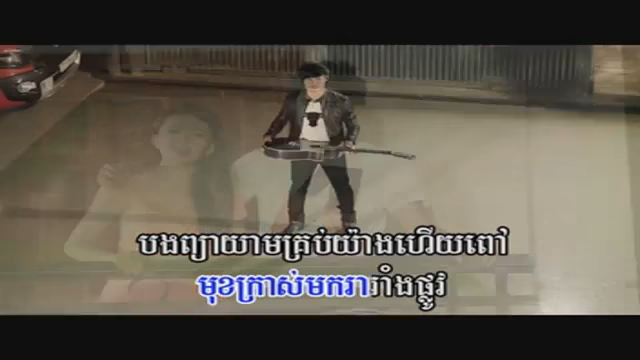 បងព្យាយាមគ្រប់យ៉ាងហើយពៅ
មុខក្រាស់មករារាំងផ្លូវ